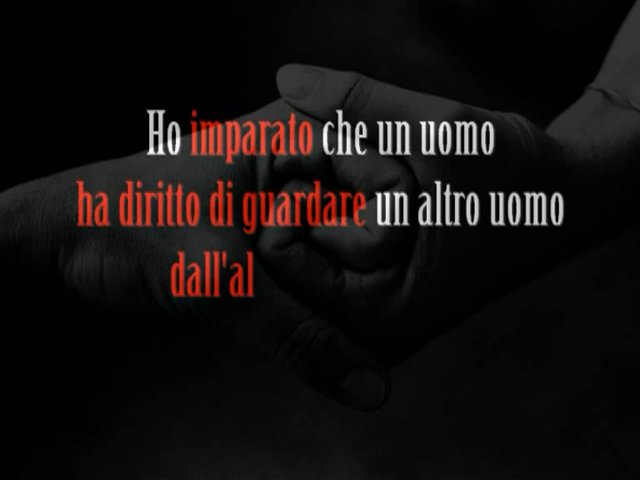 Ho imparato che un uomo
ha diritto di guardare un altro uomo
dall'al